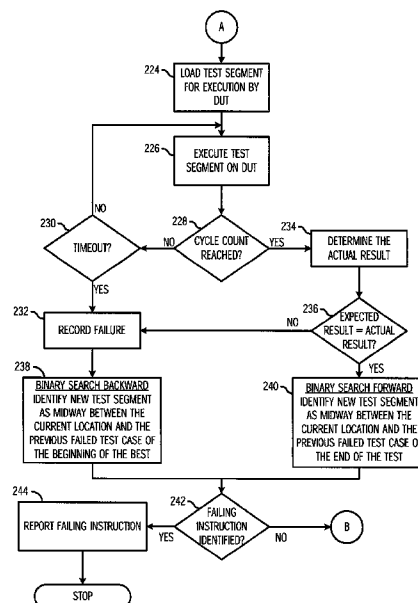 A
224
LOAD TEST SEGMENT
FOR EXECUTION BY
DUT
226
EXECUTE TEST
SEGMENT ON DUT
NO
230
TIMEOUT?
NO
228
CYCLE COUNT
REACHED?
YES
234
DETERMINE THE
ACTUAL RESULT
YES
232
RECORD FAILURE
NO
236
EXPECTED
RESULT = ACTUAL
RESULT?
YES
238
BINARY SEARCH BACKWARD
IDENTIFY NEW TEST SEGMENT
AS MIDWAY BETWEEN THE
CURRENT LOCATION AND THE
PREVIOUS FAILED TEST CASE OF
THE BEGINNING OF THE BEST
240
BINARY SEARCH FORWARD
IDENTIFY NEW TEST SEGMENT
AS MIDWAY BETWEEN THE
CURRENT LOCATION AND THE
PREVIOUS FAILED TEST CASE OF
THE END OF THE TEST
244
REPORT FAILING INSTRUCTION
YES
242
FAILING
INSTRUCTION
IDENTIFIED?
NO
B
STOP